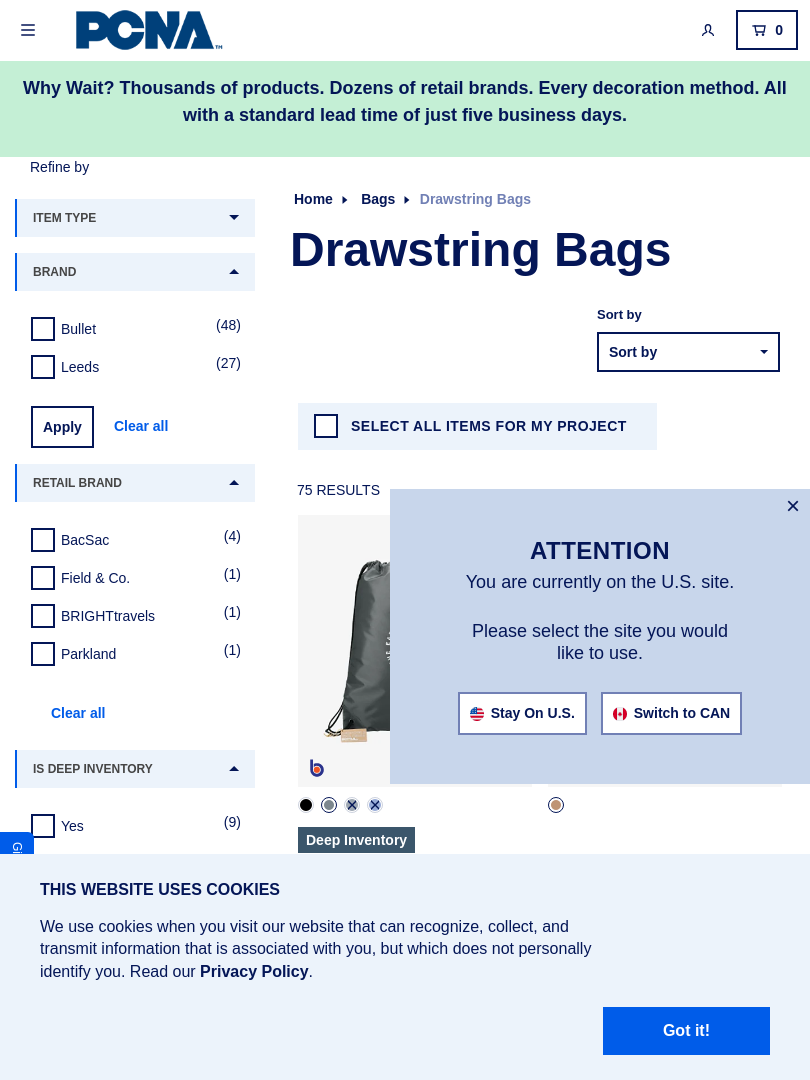 PCNA™
0
Why Wait? Thousands of products. Dozens of retail brands. Every decoration method. All
with a standard lead time of just five business days.
Refine by
ITEM TYPE
BRAND
Bullet (48)
Leeds (27)
Apply Clear all
RETAIL BRAND
BacSac (4)
Field & Co. (1)
BRIGHTtravels (1)
Parkland (1)
Clear all
IS DEEP INVENTORY
Yes (9)
Home Bags Drawstring Bags
Drawstring Bags
Sort by
Sort by
SELECT ALL ITEMS FOR MY PROJECT
75 RESULTS
ATTENTION
You are currently on the U.S. site.
Please select the site you would
like to use.
Stay On U.S. Switch to CAN
b
Deep Inventory
THIS WEBSITE USES COOKIES
We use cookies when you visit our website that can recognize, collect, and
transmit information that is associated with you, but which does not personally
identify you. Read our Privacy Policy.
Got it!